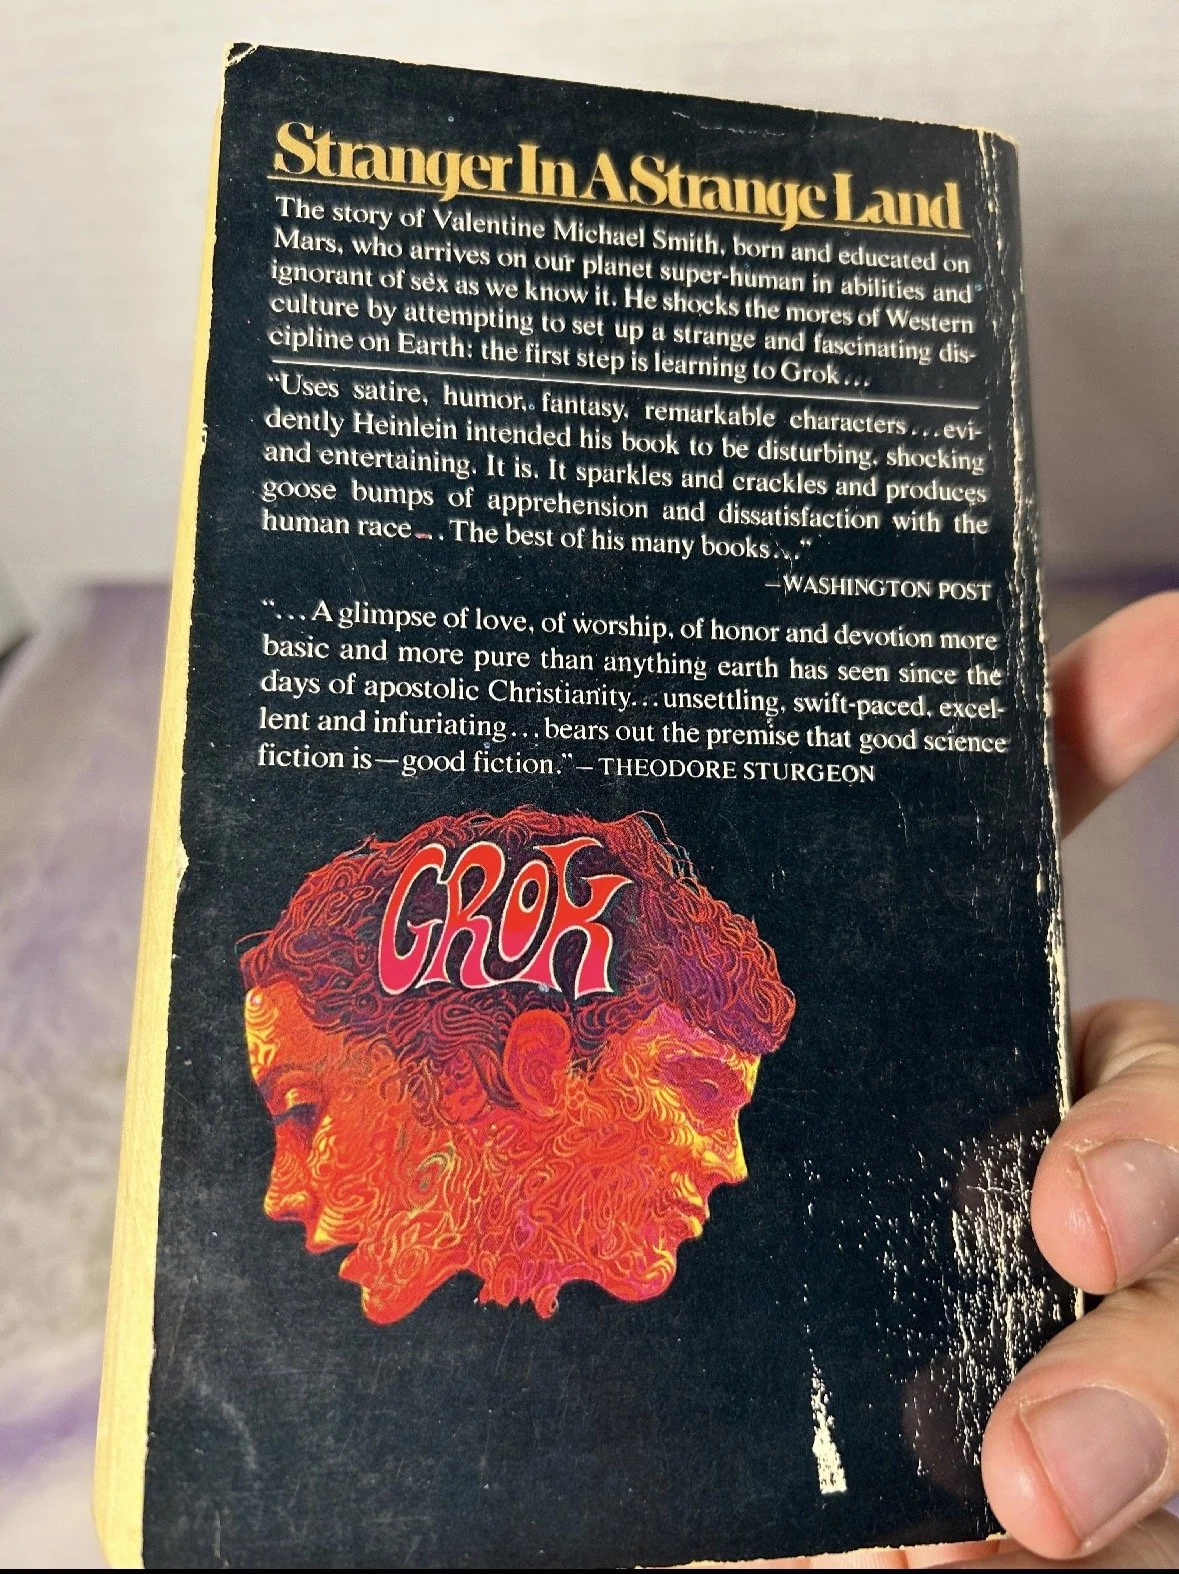 Stranger In A Strange Land
The story of Valentine Michael Smith, born and educated on
Mars, who arrives on our planet super-human in abilities and
ignorant of sex as we know it. He shocks the mores of Western
culture by attempting to set up a strange and fascinating dis-
cipline on Earth: the first step is learning to Grok...
"Uses satire, humor, fantasy, remarkable characters...evi-
dently Heinlein intended his book to be disturbing, shocking
and entertaining. It is. It sparkles and crackles and produces
goose bumps of apprehension and dissatisfaction with the
human race... The best of his many books..."
—WASHINGTON POST
"...A glimpse of love, of worship, of honor and devotion more
basic and more pure than anything earth has seen since the
days of apostolic Christianity...unsettling, swift-paced, excel-
lent and infuriating...bears out the premise that good science
fiction is—good fiction."—THEODORE STURGEON
GROK